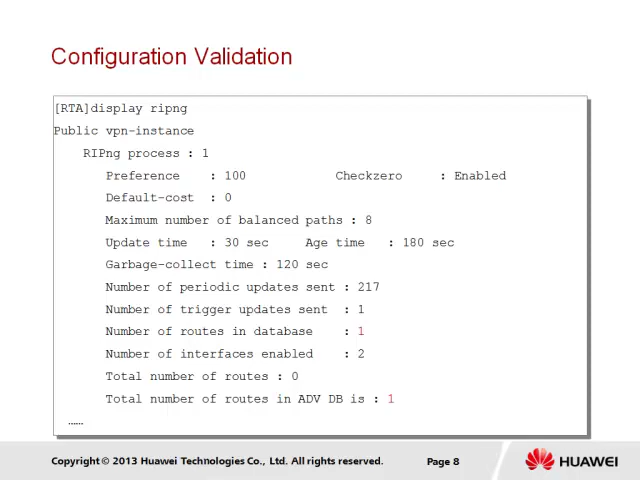 Configuration Validation
[RTA]display ripng
Public vpn-instance
RIPng process : 1
Preference : 100 Checkzero : Enabled
Default-cost : 0
Maximum number of balanced paths : 8
Update time : 30 sec Age time : 180 sec
Garbage-collect time : 120 sec
Number of periodic updates sent : 217
Number of trigger updates sent : 1
Number of routes in database : 1
Number of interfaces enabled : 2
Total number of routes : 0
Total number of routes in ADV DB is : 1
……
Copyright © 2013 Huawei Technologies Co., Ltd. All rights reserved. Page 8 HUAWEI